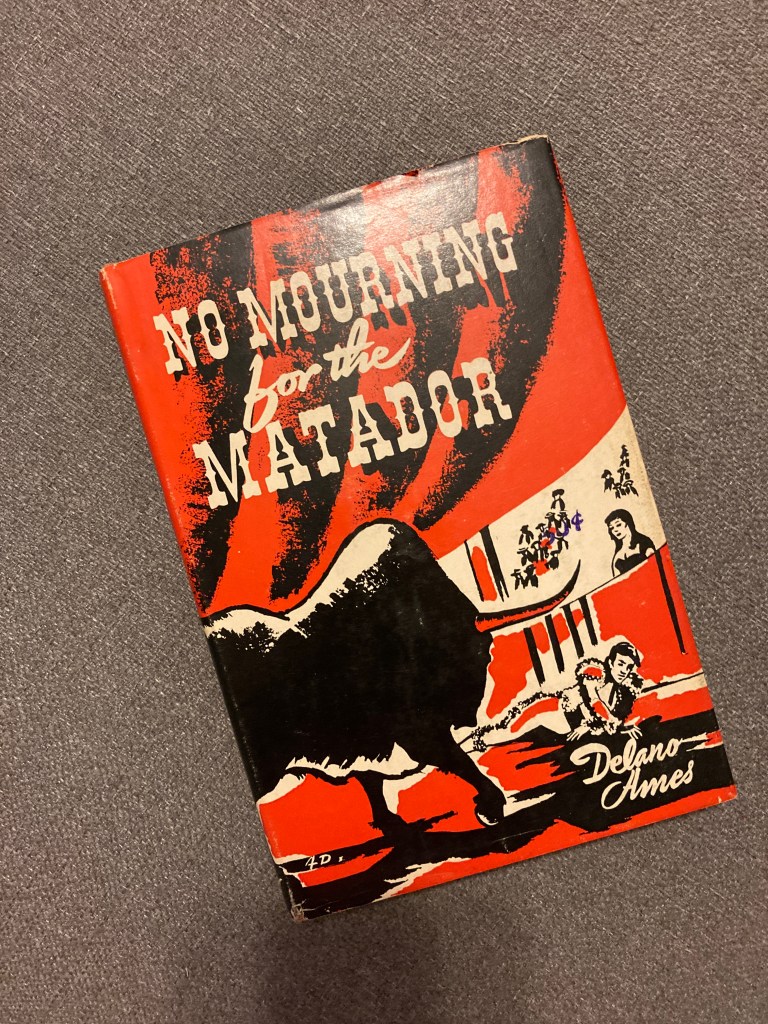 NO MOURNING
for the
MATADOR
Delano
Ames